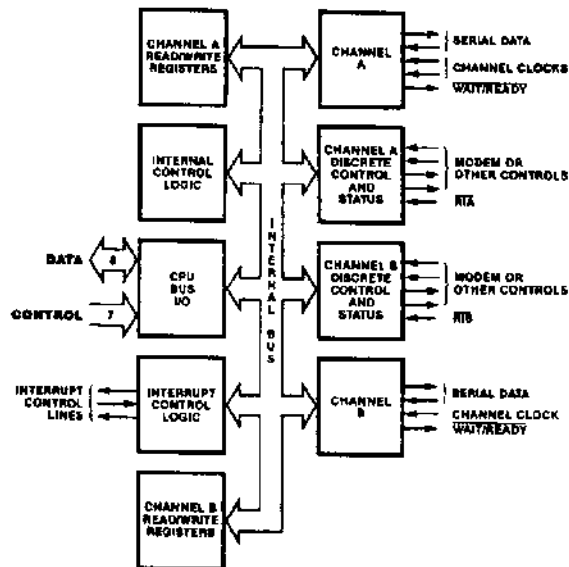 CHANNEL A
READ/WRITE
REGISTERS
CHANNEL
A
SERIAL DATA
CHANNEL CLOCKS
WAIT/READY
INTERNAL
CONTROL
LOGIC
CHANNEL A
DISCRETE
CONTROL
AND
STATUS
MODEM OR
OTHER CONTROLS
RIA
INTERNAL BUS
DATA
8
CONTROL
7
CPU
BUS
I/O
CHANNEL B
DISCRETE
CONTROL
AND
STATUS
MODEM OR
OTHER CONTROLS
RIB
INTERRUPT
CONTROL
LINES
INTERRUPT
CONTROL
LOGIC
CHANNEL
B
SERIAL DATA
CHANNEL CLOCK
WAIT/READY
CHANNEL B
READ/WRITE
REGISTERS